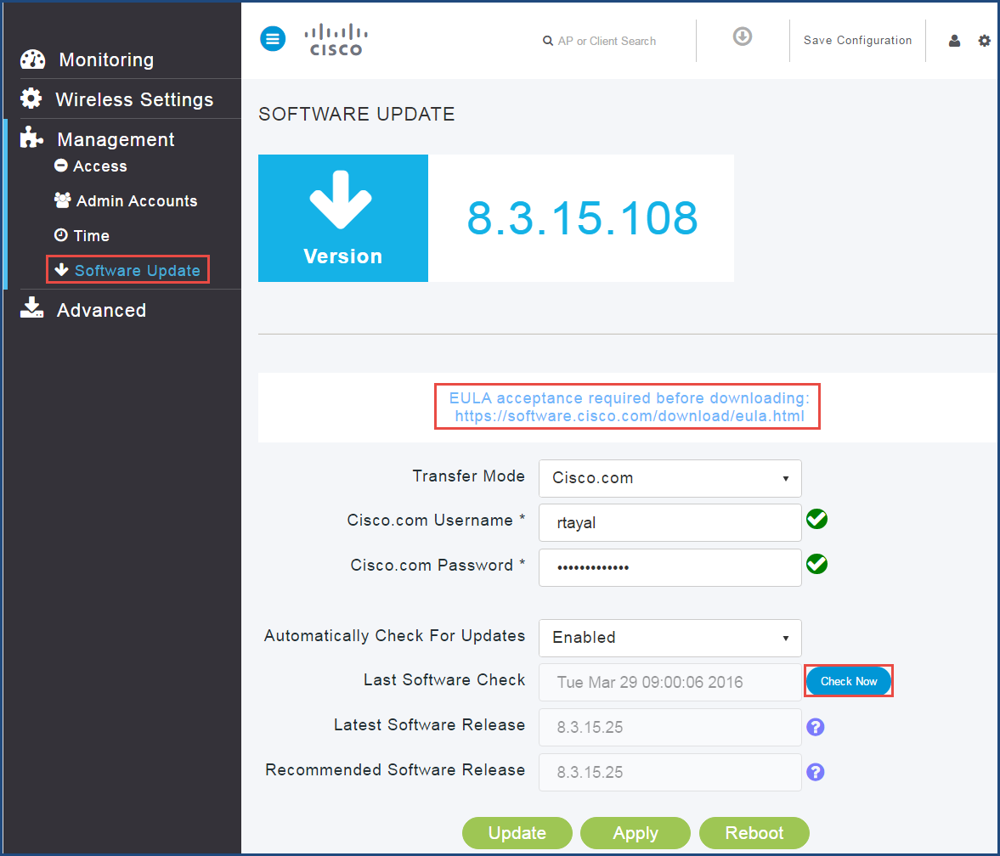 Monitoring
Wireless Settings
Management
Access
Admin Accounts
Time
Software Update
Advanced
CISCO
AP or Client Search
Save Configuration
SOFTWARE UPDATE
Version
8.3.15.108
EULA acceptance required before downloading:
https://software.cisco.com/download/eula.html
Transfer Mode Cisco.com
Cisco.com Username * rtayal
Cisco.com Password * •••••••••••••
Automatically Check For Updates Enabled
Last Software Check Tue Mar 29 09:00:06 2016 Check Now
Latest Software Release 8.3.15.25 ?
Recommended Software Release 8.3.15.25 ?
Update Apply Reboot